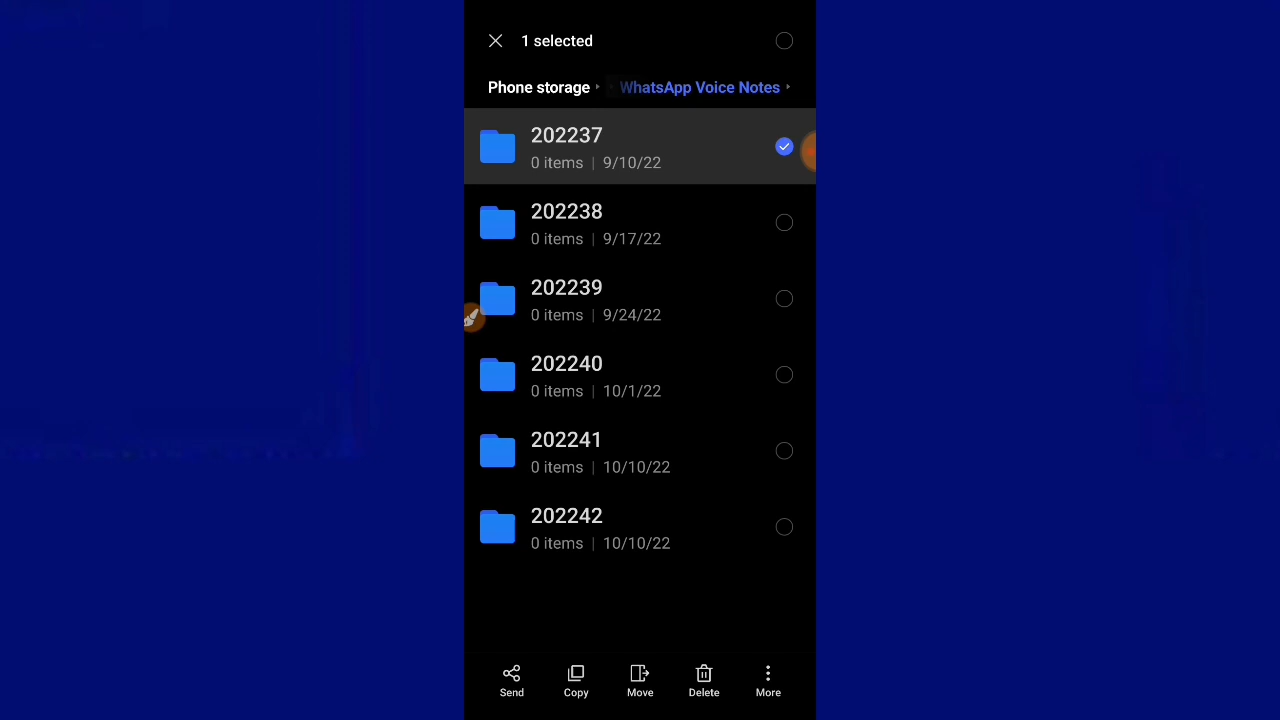 1 selected
Phone storage WhatsApp Voice Notes
202237
0 items | 9/10/22
202238
0 items | 9/17/22
202239
0 items | 9/24/22
202240
0 items | 10/1/22
202241
0 items | 10/10/22
202242
0 items | 10/10/22
Send Copy Move Delete More